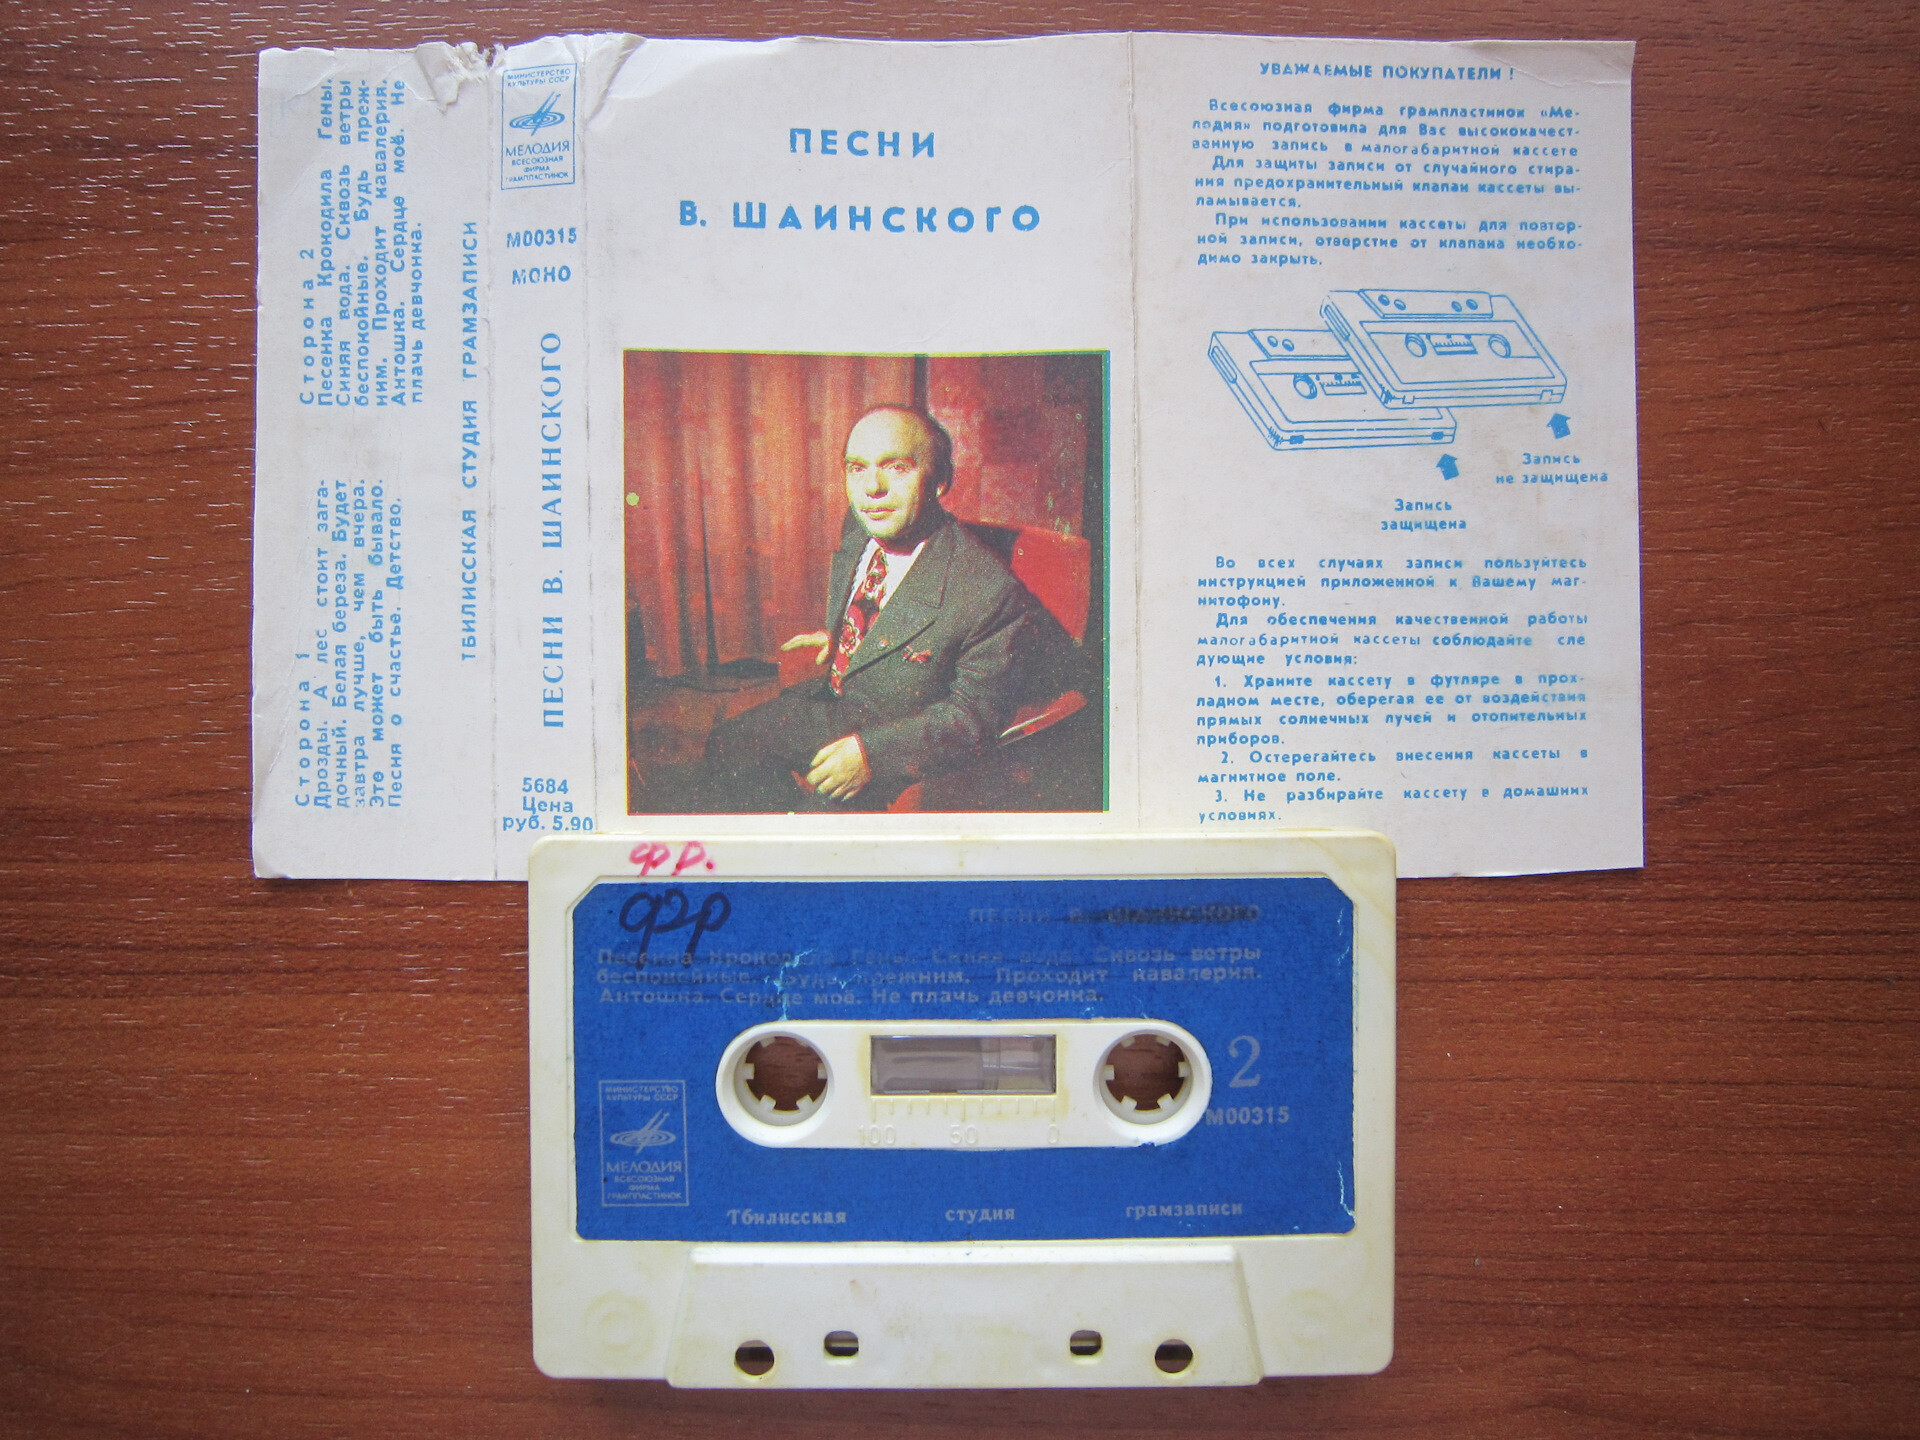 Сторона 2
Песенка Крокодила Гены.
Синяя вода. Сквозь ветры
беспокойные. Будь преж-
ним. Проходит кавалерия.
Антошка. Сердце моё. Не
плачь девчонка.
Сторона 1
Дрозды. А лес стоит зага-
дочный. Белая береза. Будет
завтра лучше, чем вчера.
Это может быть бывало.
Песня о счастье. Детство.
ТБИЛИССКАЯ СТУДИЯ ГРАМЗАПИСИ
МИНИСТЕРСТВО
КУЛЬТУРЫ СССР
МЕЛОДИЯ
ВСЕСОЮЗНАЯ
ФИРМА
ГРАМПЛАСТИНОК
М00315
МОНО
ПЕСНИ В. ШАИНСКОГО
5684
Цена
руб. 5.90
ПЕСНИ
В. ШАИНСКОГО
УВАЖАЕМЫЕ ПОКУПАТЕЛИ!
Всесоюзная фирма грампластинок «Ме-
лодия» подготовила для Вас высококачест-
ванную запись в малогабаритной кассете
Для защиты записи от случайного стира-
ния предохранительный клапан кассеты вы-
ламывается.
При использовании кассеты для повтор-
ной записи, отверстие от клапана необхо-
димо закрыть.
Запись
не защищена
Запись
защищена
Во всех случаях записи пользуйтесь
инструкцией приложенной к Вашему маг-
нитофону.
Для обеспечения качественной работы
малогабаритной кассеты соблюдайте сле
дующие условия:
1. Храните кассету в футляре в прох-
ладном месте, оберегая ее от воздействия
прямых солнечных лучей и отопительных
приборов.
2. Остерегайтесь внесения кассеты в
магнитное поле.
3. Не разбирайте кассету в домашних
условиях.
фр.
фзр
ПЕСНИ В. ШАИНСКОГО
Песенка Крокодила Гены. Синяя вода. Сквозь ветры
беспокойные. Будь прежним. Проходит кавалерия.
Антошка. Сердце моё. Не плачь девчонка.
2
М00315
100 50 0
МИНИСТЕРСТВО
КУЛЬТУРЫ СССР
МЕЛОДИЯ
ВСЕСОЮЗНАЯ
ФИРМА
ГРАМПЛАСТИНОК
Тбилисская студия грамзаписи